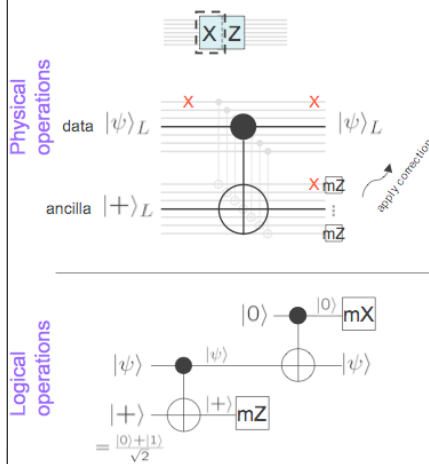 X Z
Physical operations
X X
data |ψ⟩L |ψ⟩L
X mZ
apply correction
ancilla |+⟩L ⋮
mZ
Logical operations
|0⟩ |0⟩ mX
|ψ⟩ |ψ⟩ |ψ⟩
|+⟩ |+⟩ mZ
= |0⟩+|1⟩
√2